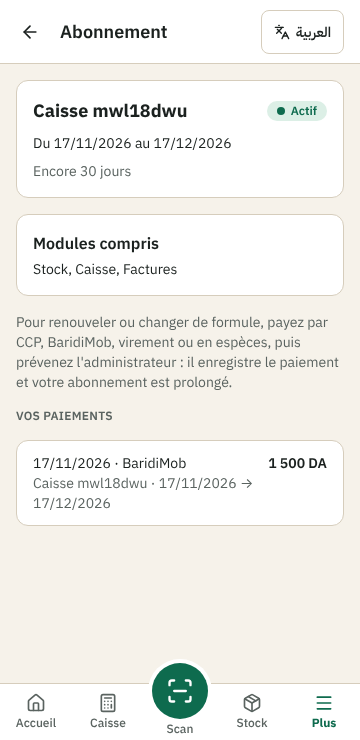 Abonnement
العربية
Caisse mwl18dwu
Actif
Du 17/11/2026 au 17/12/2026
Encore 30 jours
Modules compris
Stock, Caisse, Factures
Pour renouveler ou changer de formule, payez par
CCP, BaridiMob, virement ou en espèces, puis
prévenez l'administrateur : il enregistre le paiement
et votre abonnement est prolongé.
VOS PAIEMENTS
17/11/2026 · BaridiMob
1 500 DA
Caisse mwl18dwu · 17/11/2026 →
17/12/2026
Accueil
Caisse
Scan
Stock
Plus